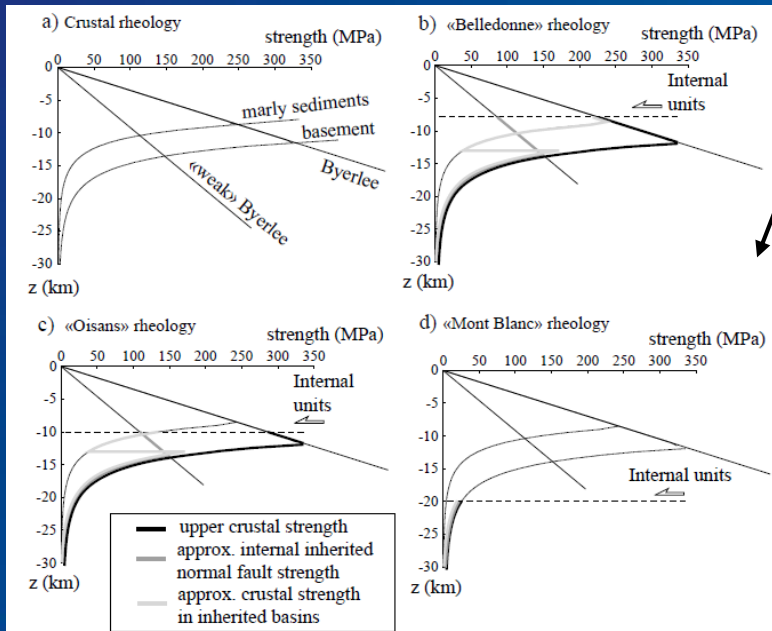 a) Crustal rheology
strength (MPa)
0 50 100 150 200 250 300 350
0
-5
-10
-15
-20
-25
-30
z (km)
marly sediments
basement
Byerlee
«weak» Byerlee
b) «Belledonne» rheology
strength (MPa)
0 50 100 150 200 250 300 350
0
-5
-10
-15
-20
-25
-30
z (km)
Internal
units
c) «Oisans» rheology
strength (MPa)
0 50 100 150 200 250 300 350
0
-5
-10
-15
-20
-25
-30
z (km)
Internal
units
d) «Mont Blanc» rheology
strength (MPa)
0 50 100 150 200 250 300 350
0
-5
-10
-15
-20
-25
-30
z (km)
Internal units
upper crustal strength
approx. internal inherited
normal fault strength
approx. crustal strength
in inherited basins